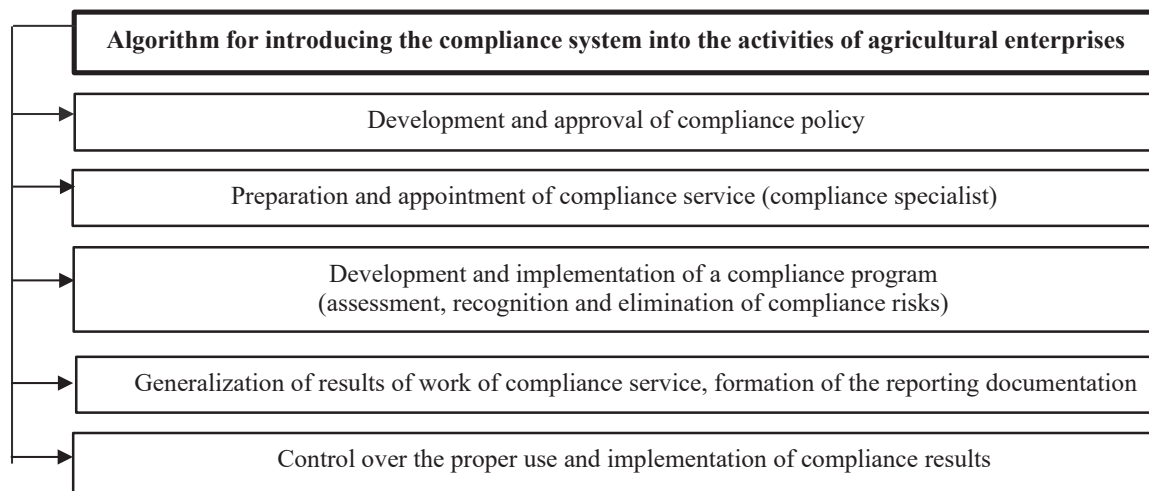 Algorithm for introducing the compliance system into the activities of agricultural enterprises
Development and approval of compliance policy
Preparation and appointment of compliance service (compliance specialist)
Development and implementation of a compliance program
(assessment, recognition and elimination of compliance risks)
Generalization of results of work of compliance service, formation of the reporting documentation
Control over the proper use and implementation of compliance results